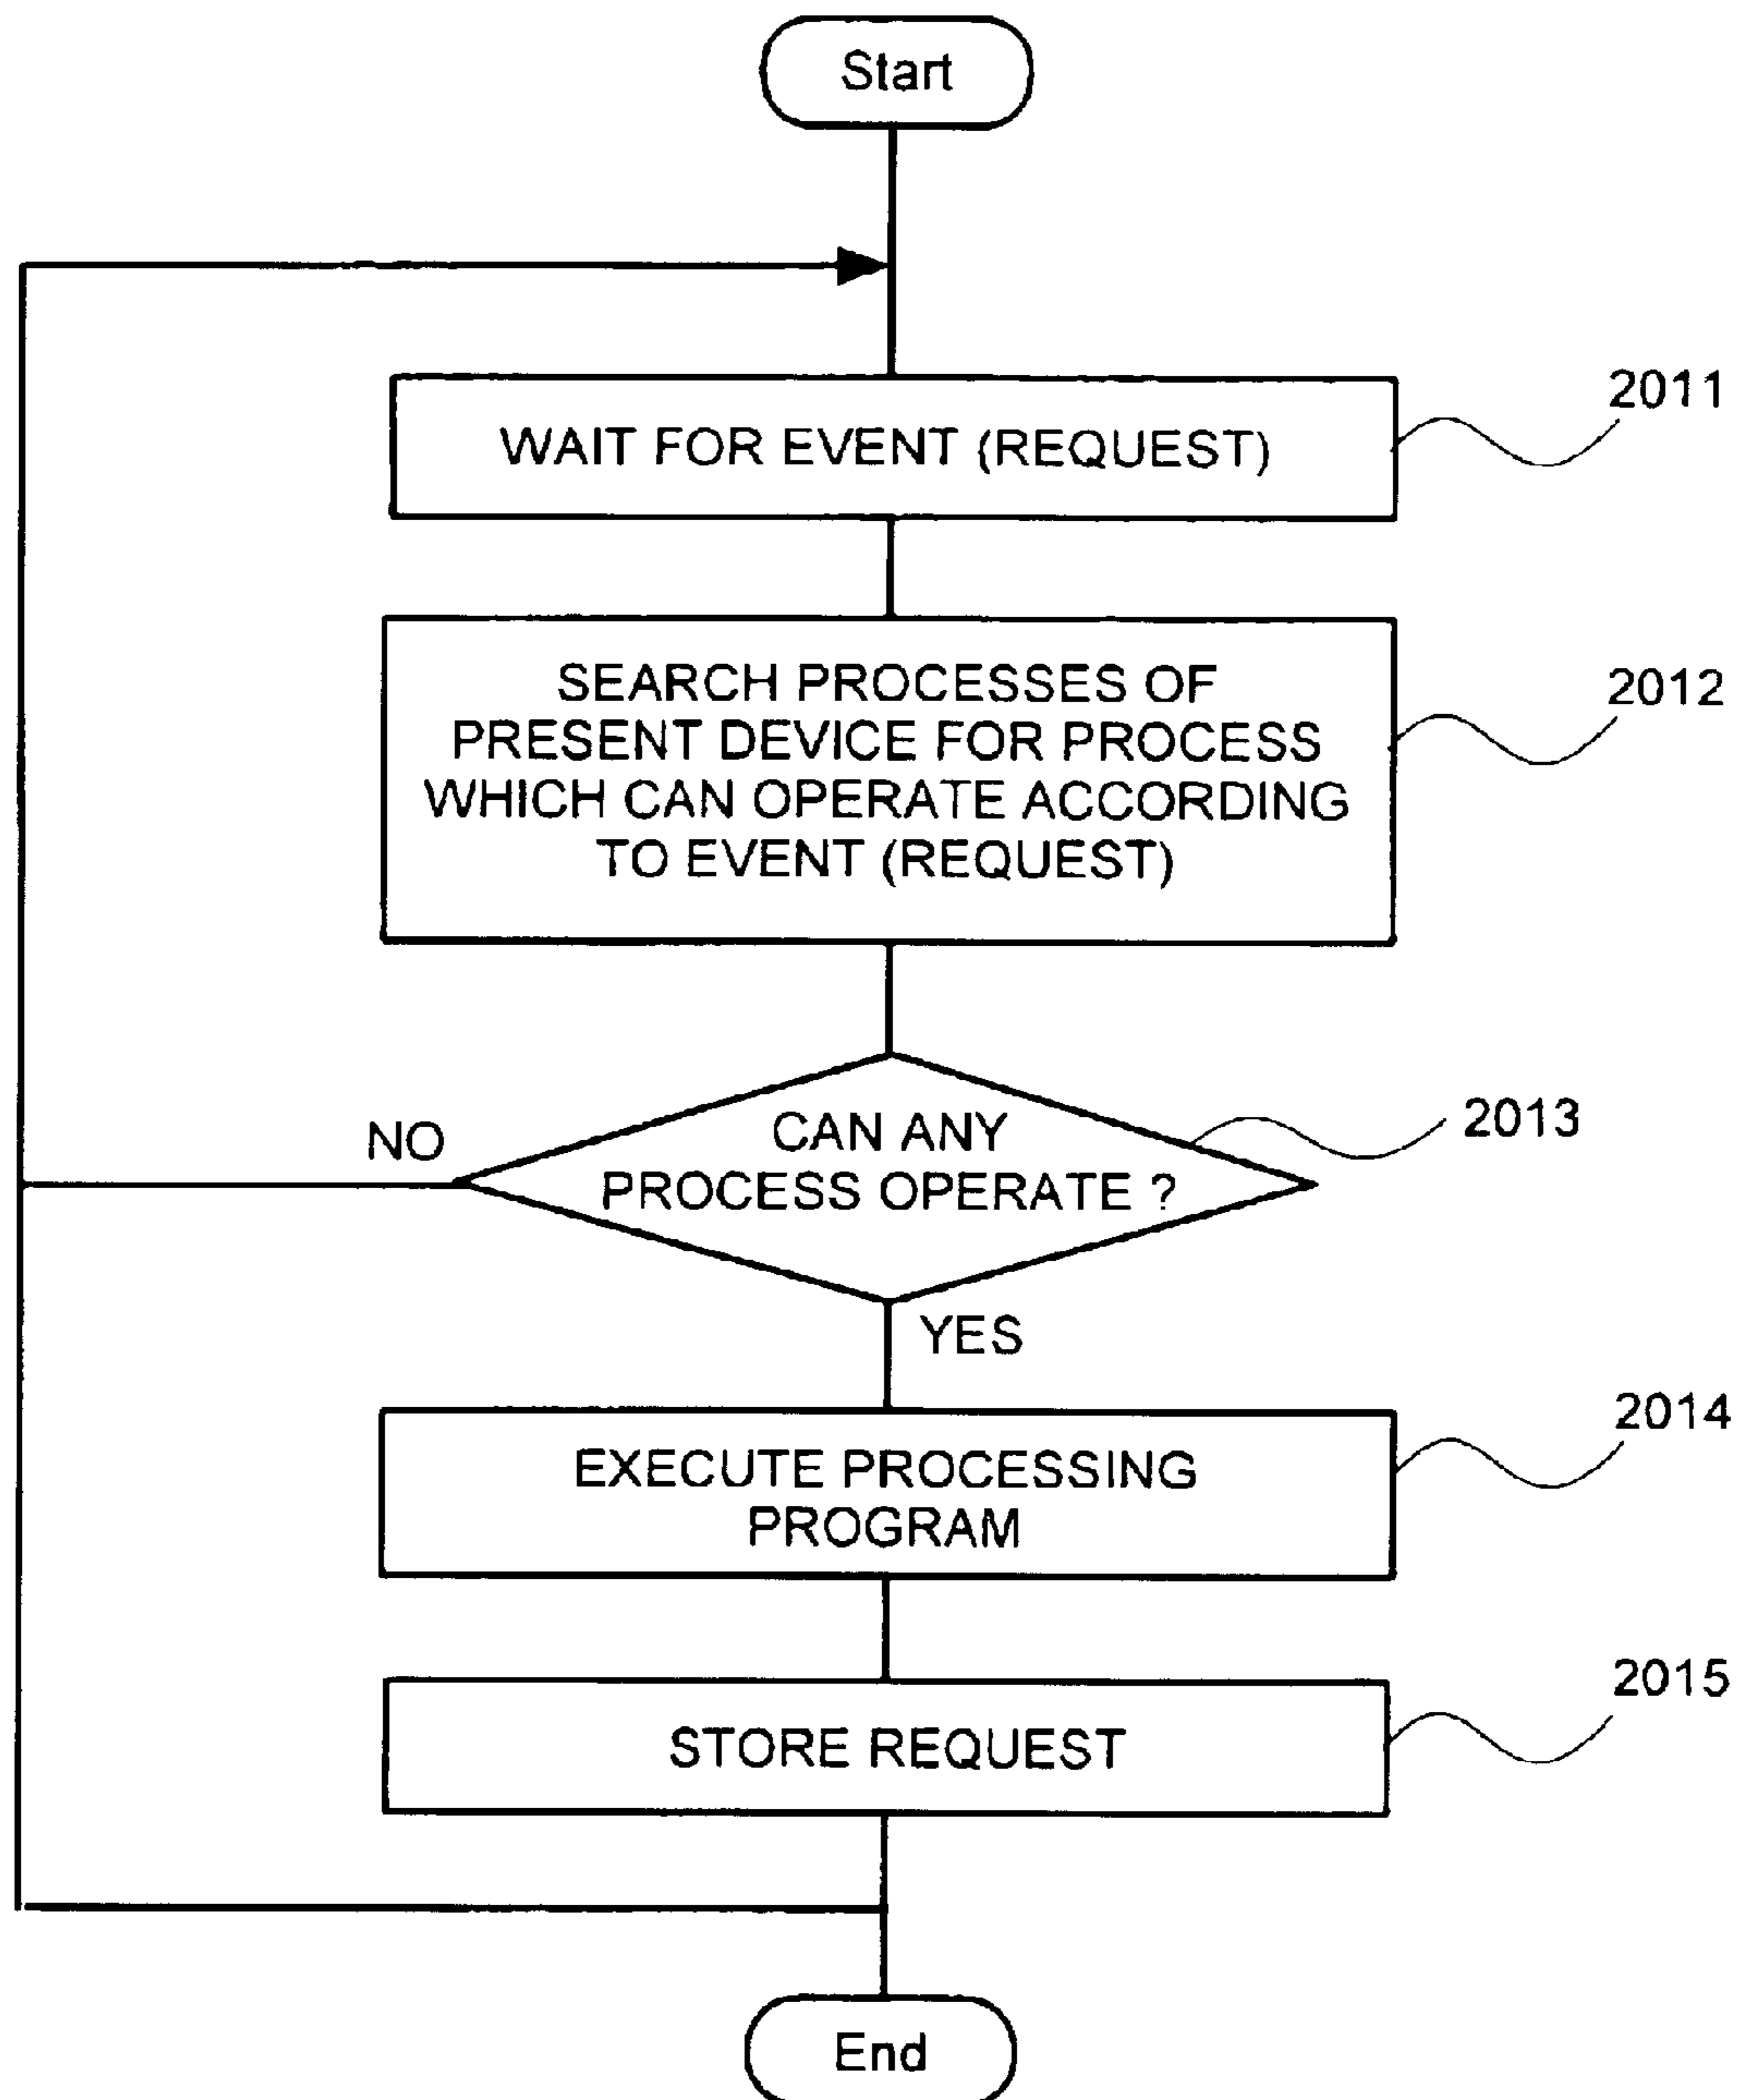 Start
WAIT FOR EVENT (REQUEST)
2011
SEARCH PROCESSES OF
PRESENT DEVICE FOR PROCESS
WHICH CAN OPERATE ACCORDING
TO EVENT (REQUEST)
2012
CAN ANY
PROCESS OPERATE ?
2013
NO
YES
EXECUTE PROCESSING
PROGRAM
2014
STORE REQUEST
2015
End